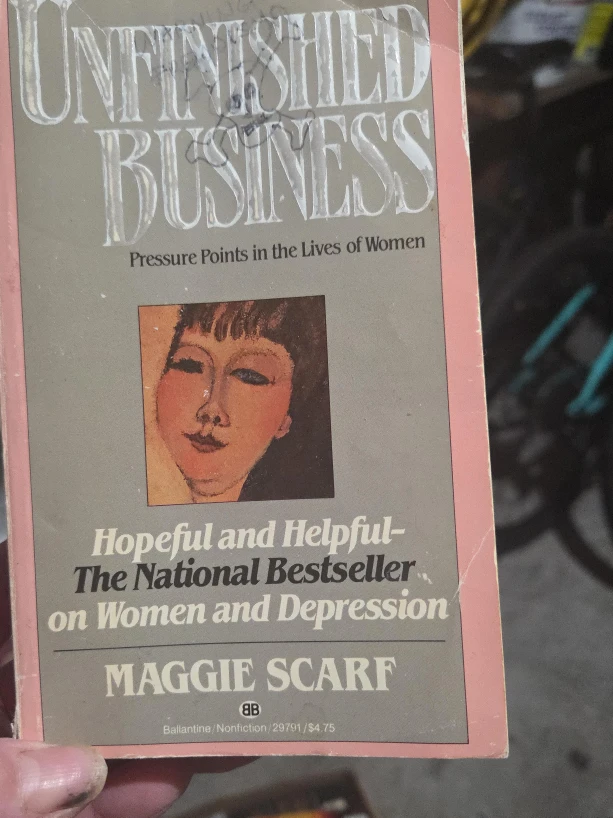 UNFINISHED
BUSINESS
Pressure Points in the Lives of Women
Hopeful and Helpful–
The National Bestseller
on Women and Depression
MAGGIE SCARF
BB
Ballantine/Nonfiction/29791/$4.75